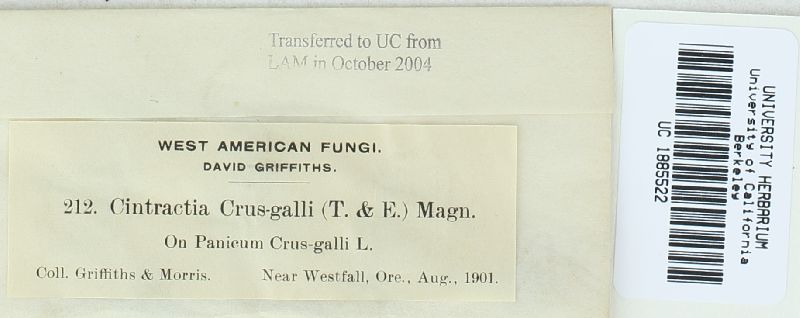 Transferred to UC from
LAM in October 2004
WEST AMERICAN FUNGI.
DAVID GRIFFITHS.
212. Cintractia Crus-galli (T. & E.) Magn.
On Panicum Crus-galli L.
Coll. Griffiths & Morris. Near Westfall, Ore., Aug., 1901.
UNIVERSITY HERBARIUM
University of California
Berkeley
UC 1885522